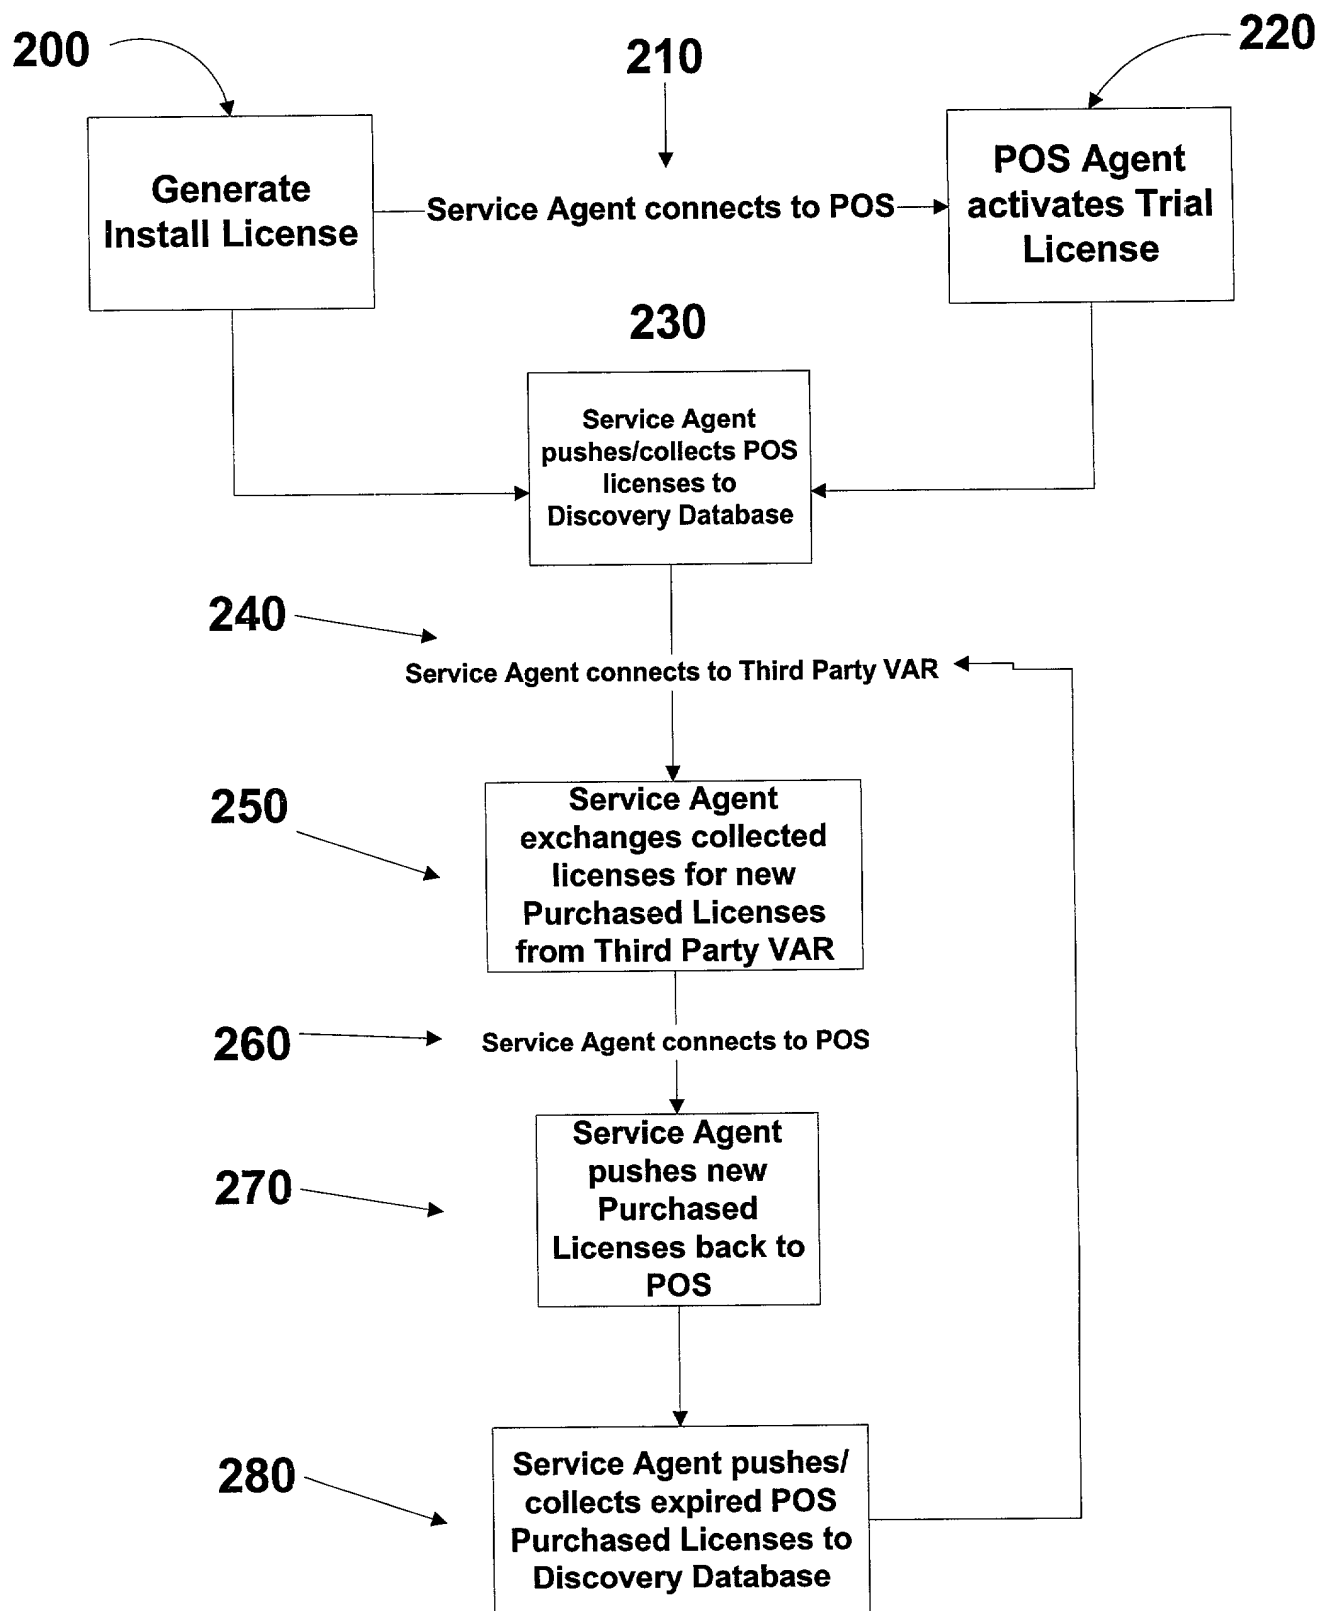 200
210
220
Generate
Install License
Service Agent connects to POS
POS Agent
activates Trial
License
230
Service Agent
pushes/collects POS
licenses to
Discovery Database
240
Service Agent connects to Third Party VAR
250
Service Agent
exchanges collected
licenses for new
Purchased Licenses
from Third Party VAR
260
Service Agent connects to POS
270
Service Agent
pushes new
Purchased
Licenses back to
POS
280
Service Agent pushes/
collects expired POS
Purchased Licenses to
Discovery Database